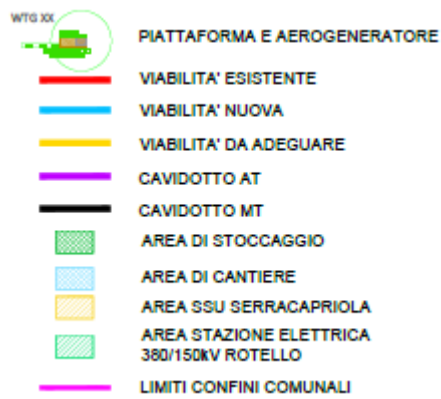 WTG XX
PIATTAFORMA E AEROGENERATORE
VIABILITA' ESISTENTE
VIABILITA' NUOVA
VIABILITA' DA ADEGUARE
CAVIDOTTO AT
CAVIDOTTO MT
AREA DI STOCCAGGIO
AREA DI CANTIERE
AREA SSU SERRACAPRIOLA
AREA STAZIONE ELETTRICA
380/150kV ROTELLO
LIMITI CONFINI COMUNALI